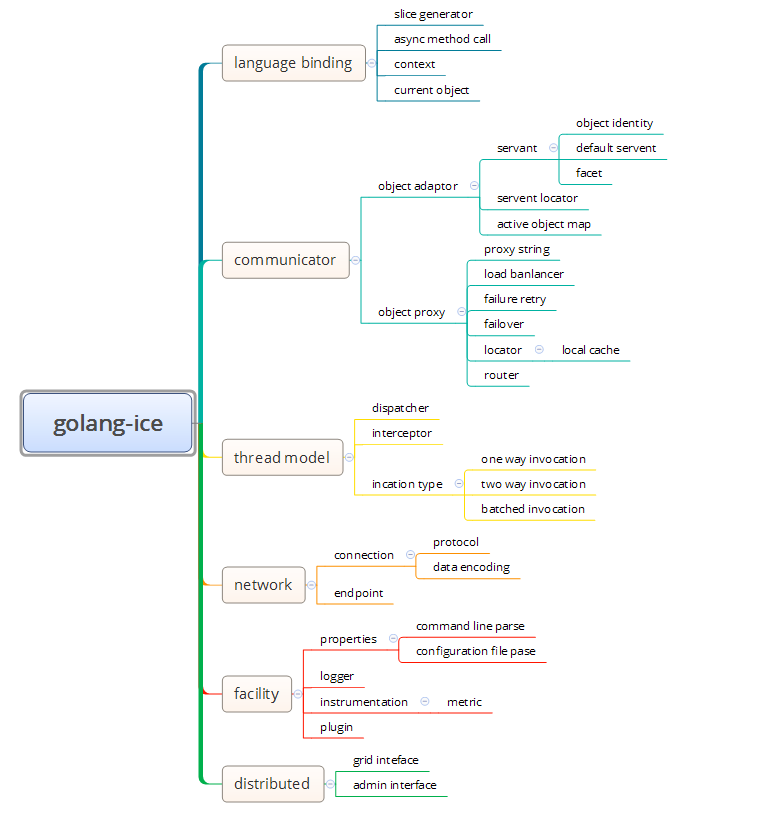 golang-ice
language binding
slice generator
async method call
context
current object
communicator
object adaptor
servant
object identity
default servent
facet
servent locator
active object map
object proxy
proxy string
load banlancer
failure retry
failover
locator
local cache
router
thread model
dispatcher
interceptor
incation type
one way invocation
two way invocation
batched invocation
network
connection
protocol
data encoding
endpoint
facility
properties
command line parse
configuration file pase
logger
instrumentation
metric
plugin
distributed
grid inteface
admin interface